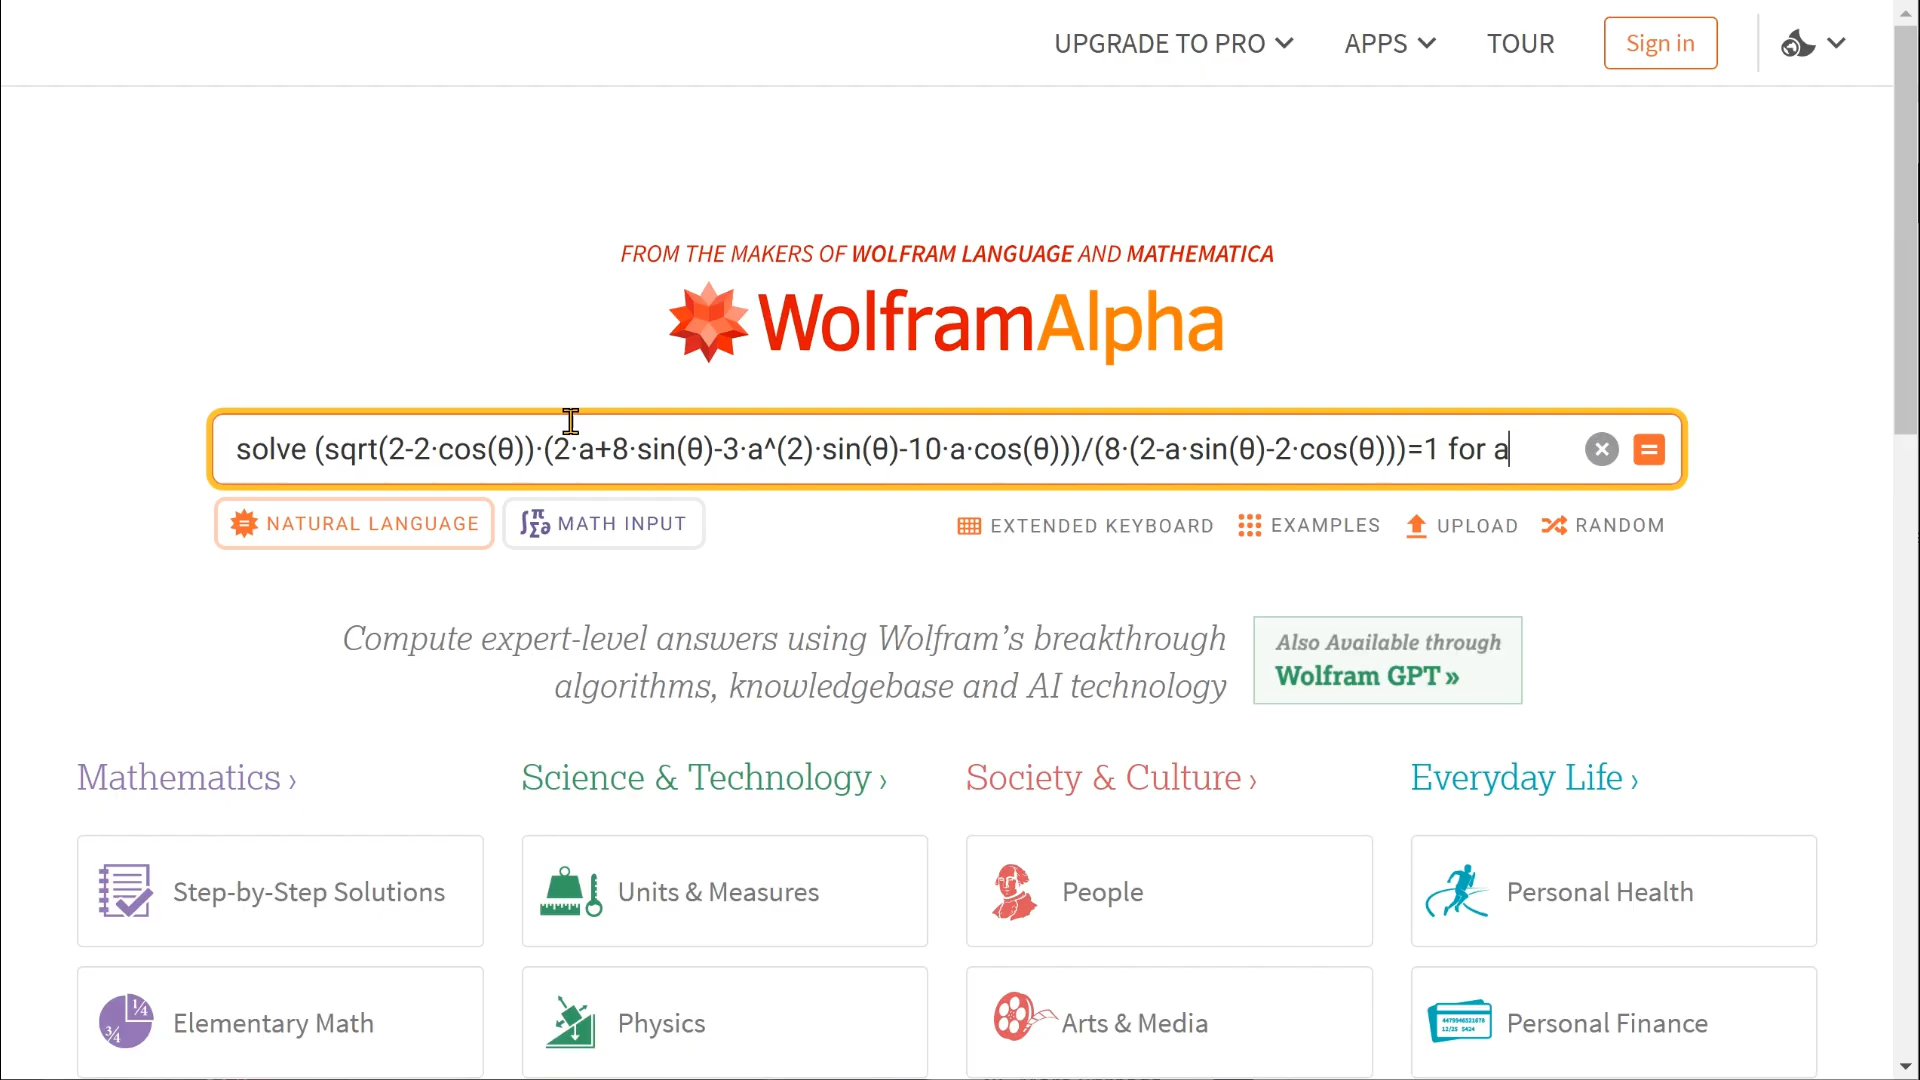 UPGRADE TO PRO APPS TOUR Sign in
FROM THE MAKERS OF WOLFRAM LANGUAGE AND MATHEMATICA
WolframAlpha
solve (sqrt(2-2·cos(θ))·(2·a+8·sin(θ)-3·a^(2)·sin(θ)-10·a·cos(θ)))/(8·(2-a·sin(θ)-2·cos(θ)))=1 for a
NATURAL LANGUAGE MATH INPUT EXTENDED KEYBOARD EXAMPLES UPLOAD RANDOM
Compute expert-level answers using Wolfram's breakthrough
algorithms, knowledgebase and AI technology
Also Available through
Wolfram GPT »
Mathematics › Science & Technology › Society & Culture › Everyday Life ›
Step-by-Step Solutions Units & Measures People Personal Health
Elementary Math Physics Arts & Media Personal Finance